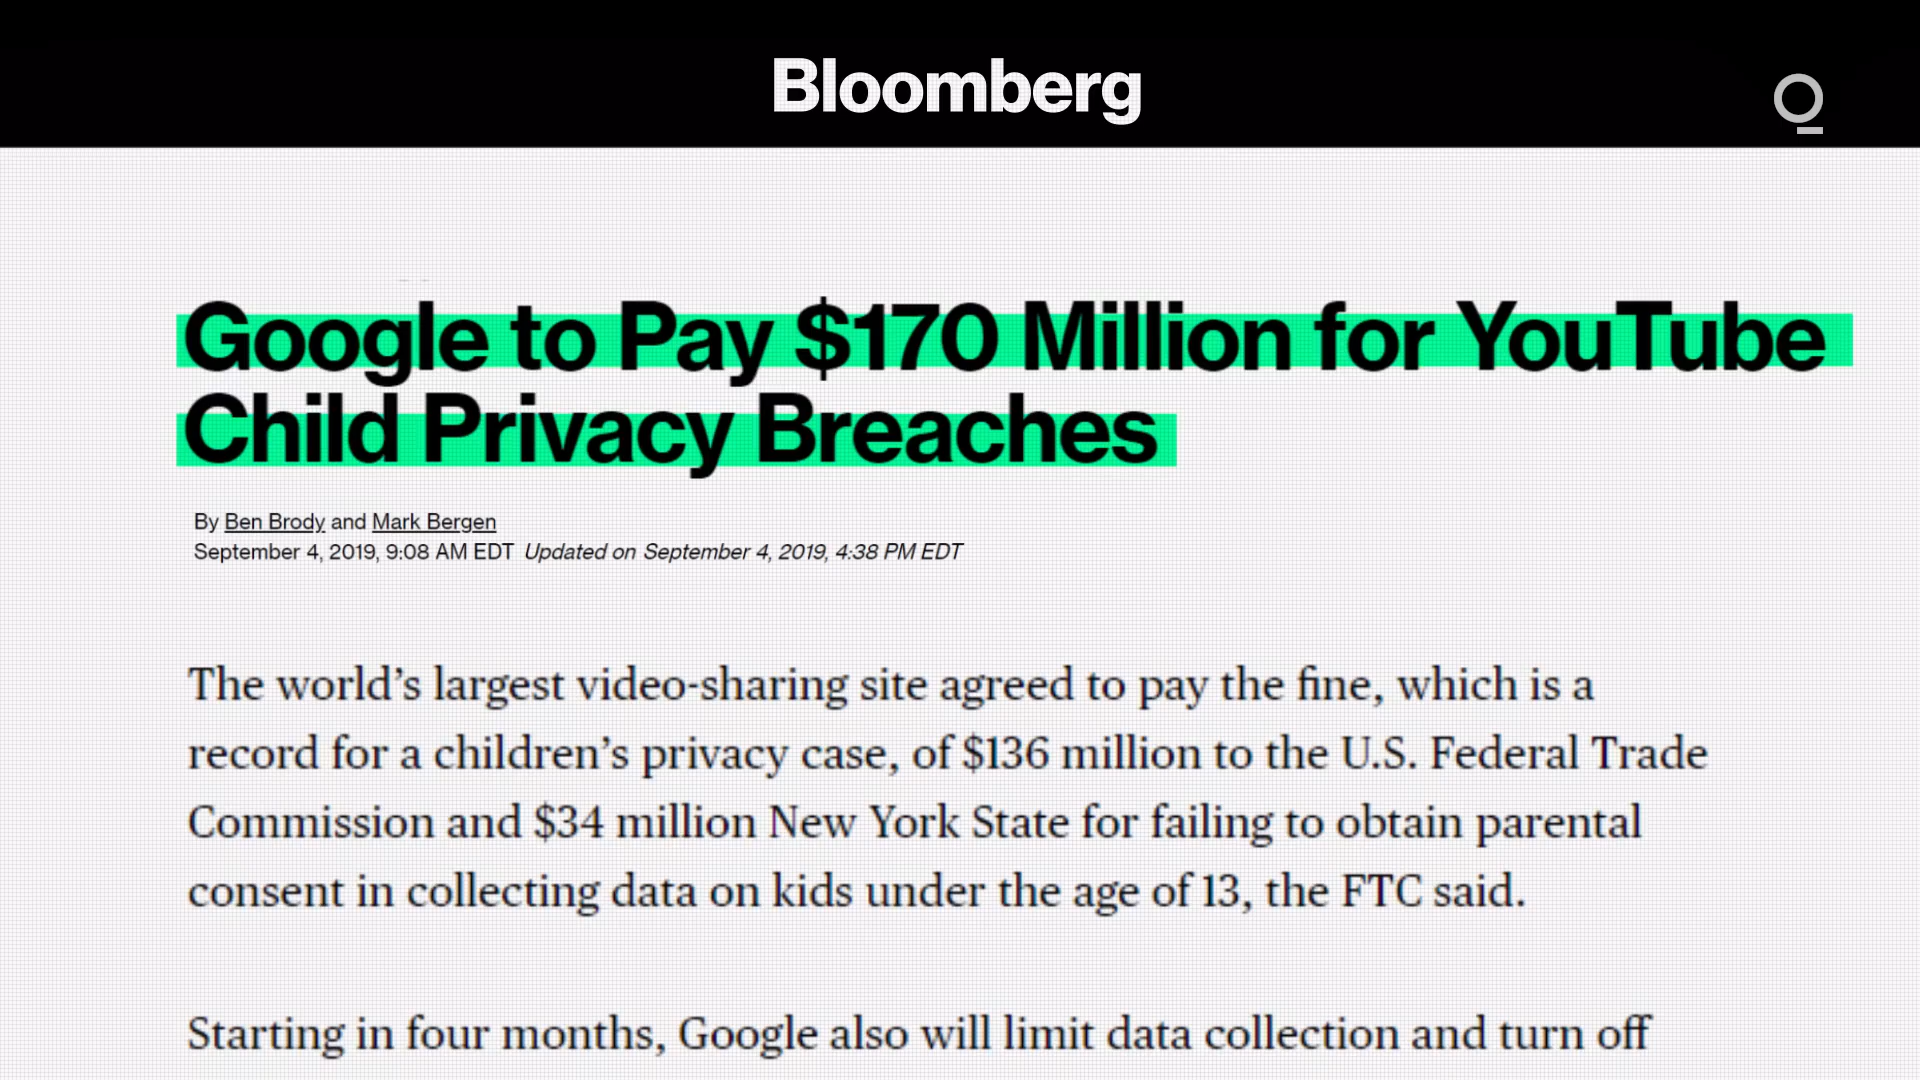 Bloomberg
Google to Pay $170 Million for YouTube
Child Privacy Breaches
By Ben Brody and Mark Bergen
September 4, 2019, 9:08 AM EDT Updated on September 4, 2019, 4:38 PM EDT
The world’s largest video-sharing site agreed to pay the fine, which is a
record for a children’s privacy case, of $136 million to the U.S. Federal Trade
Commission and $34 million New York State for failing to obtain parental
consent in collecting data on kids under the age of 13, the FTC said.
Starting in four months, Google also will limit data collection and turn off